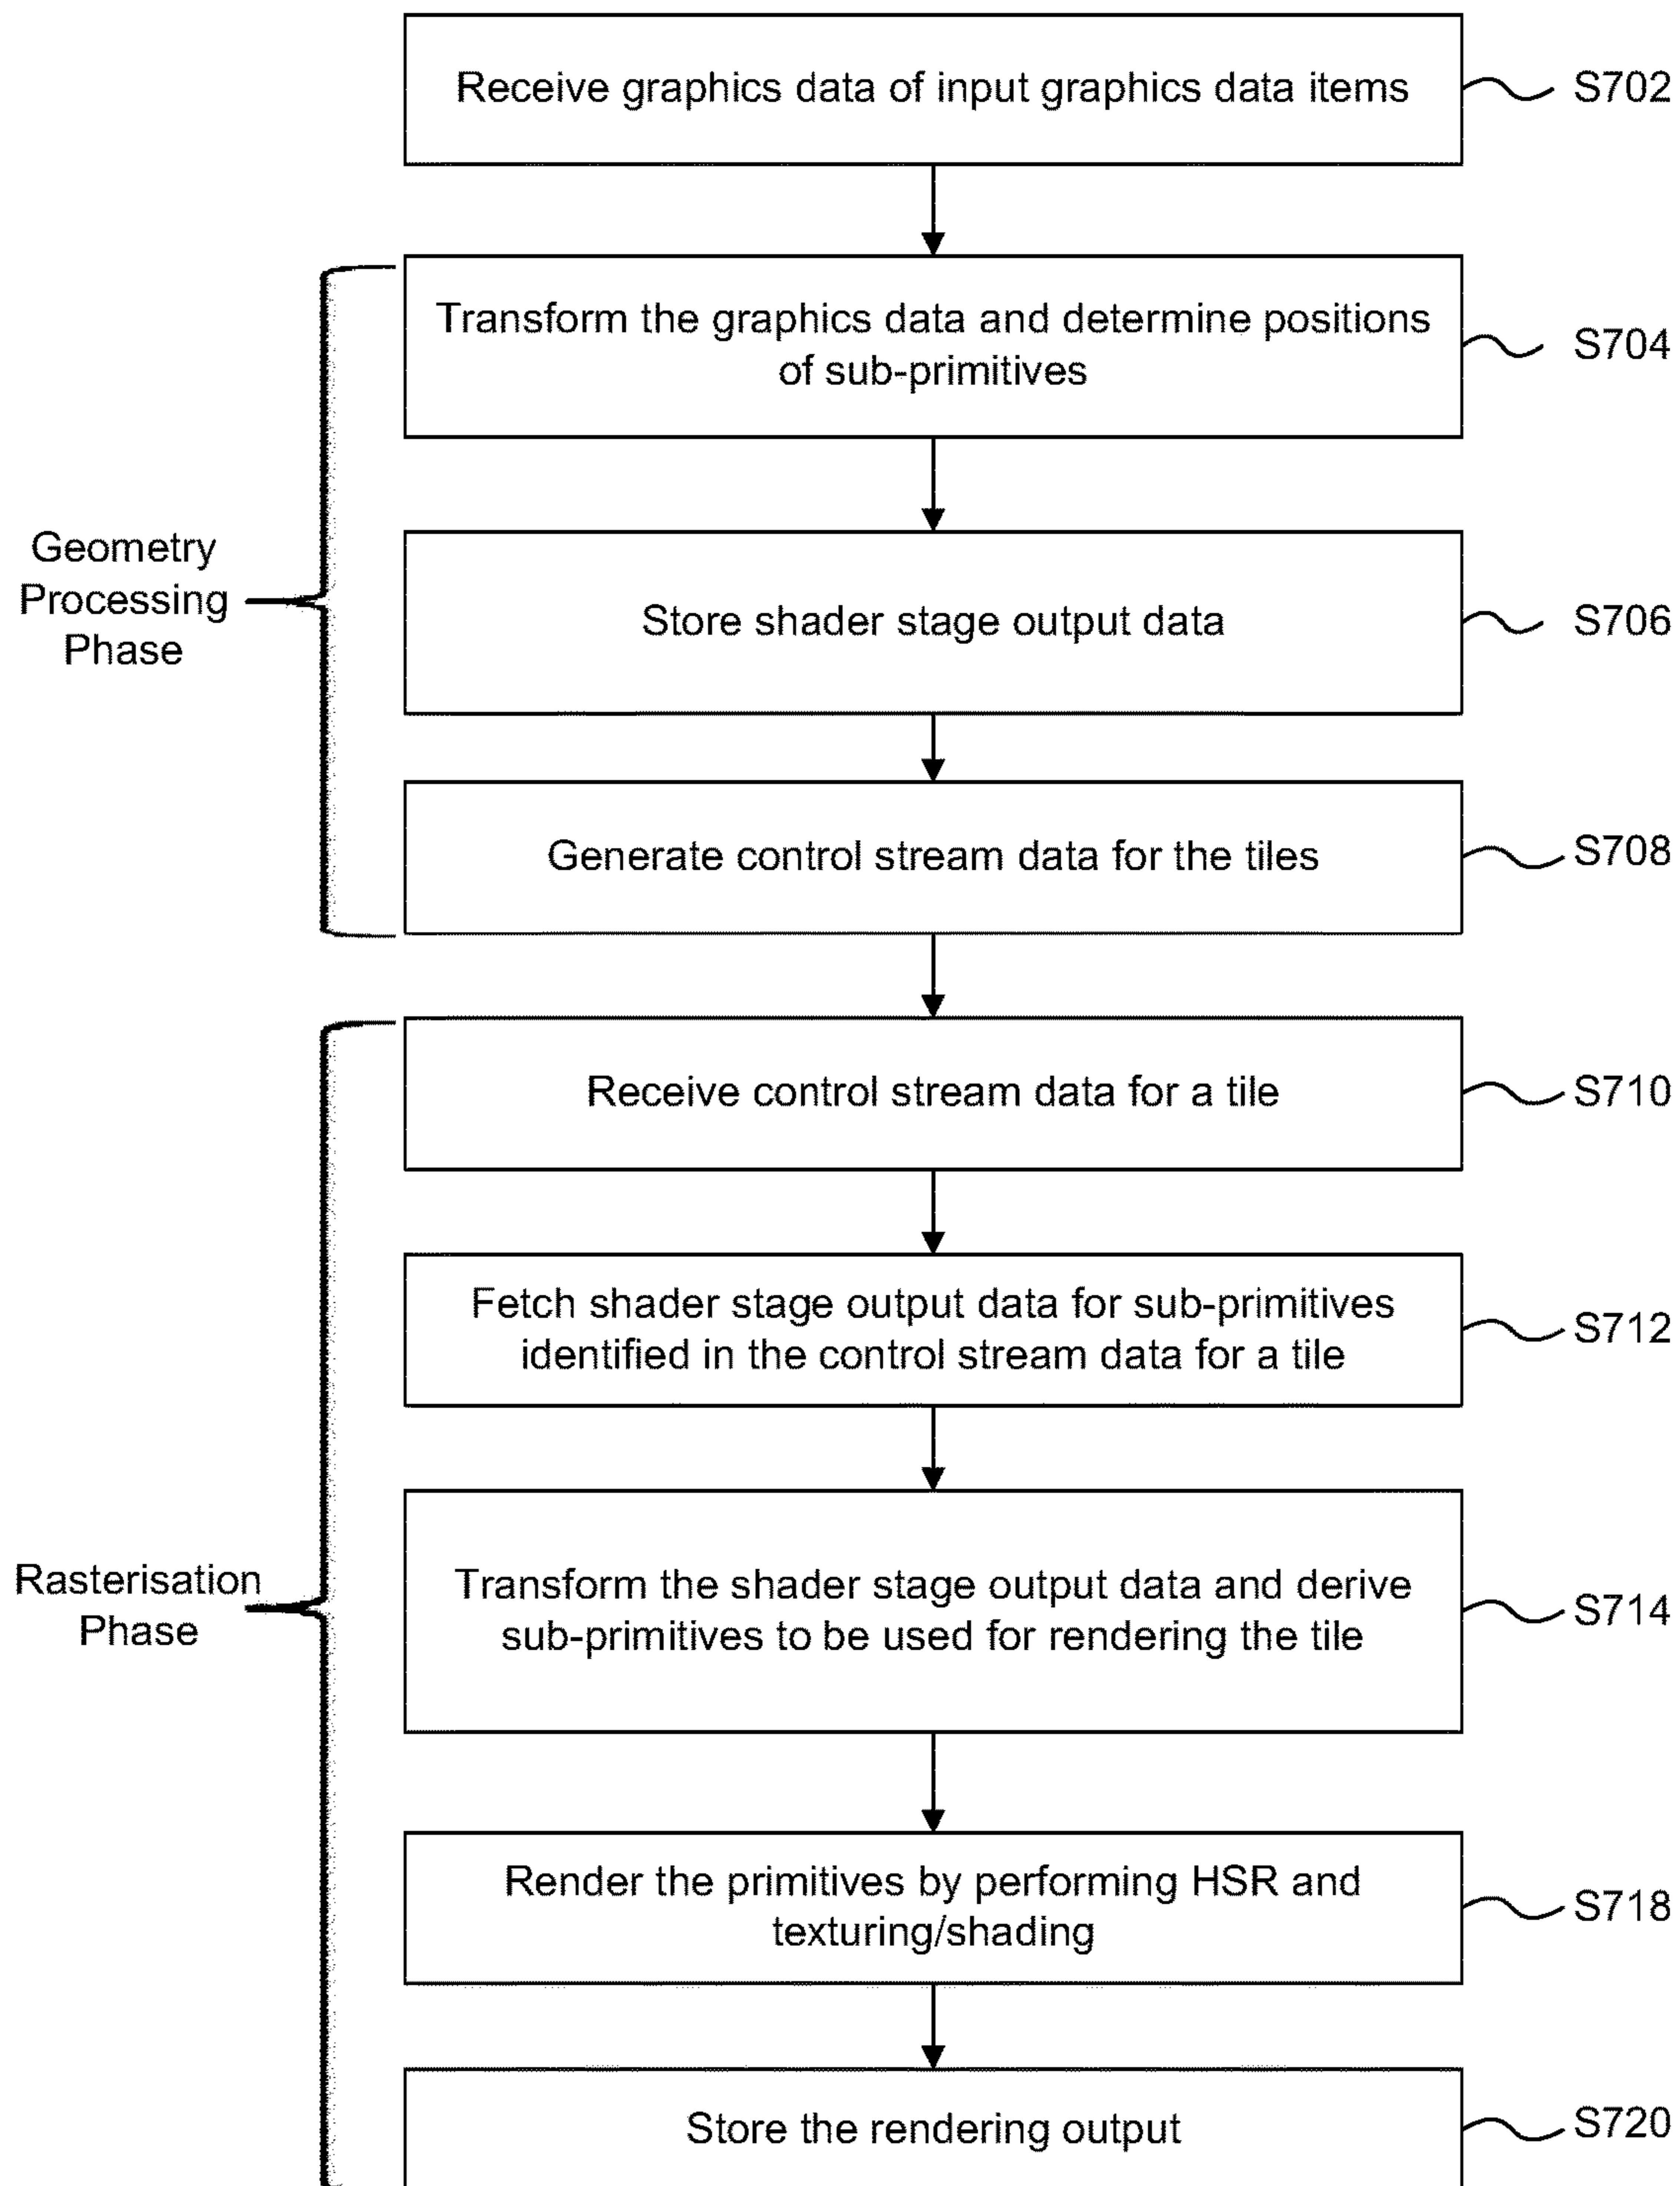 Receive graphics data of input graphics data items
S702
Transform the graphics data and determine positions
of sub-primitives
S704
Geometry
Processing
Phase
Store shader stage output data
S706
Generate control stream data for the tiles
S708
Receive control stream data for a tile
S710
Fetch shader stage output data for sub-primitives
identified in the control stream data for a tile
S712
Rasterisation
Phase
Transform the shader stage output data and derive
sub-primitives to be used for rendering the tile
S714
Render the primitives by performing HSR and
texturing/shading
S718
Store the rendering output
S720